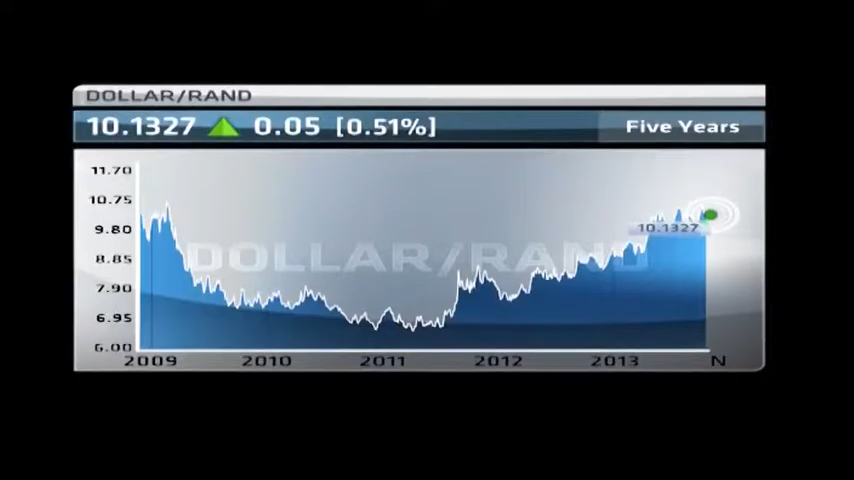 DOLLAR/RAND
10.1327 0.05 [0.51%] Five Years
11.70
10.75
9.80
8.85
7.90
6.95
6.00
DOLLAR/RAND
10.1327
2009 2010 2011 2012 2013 N